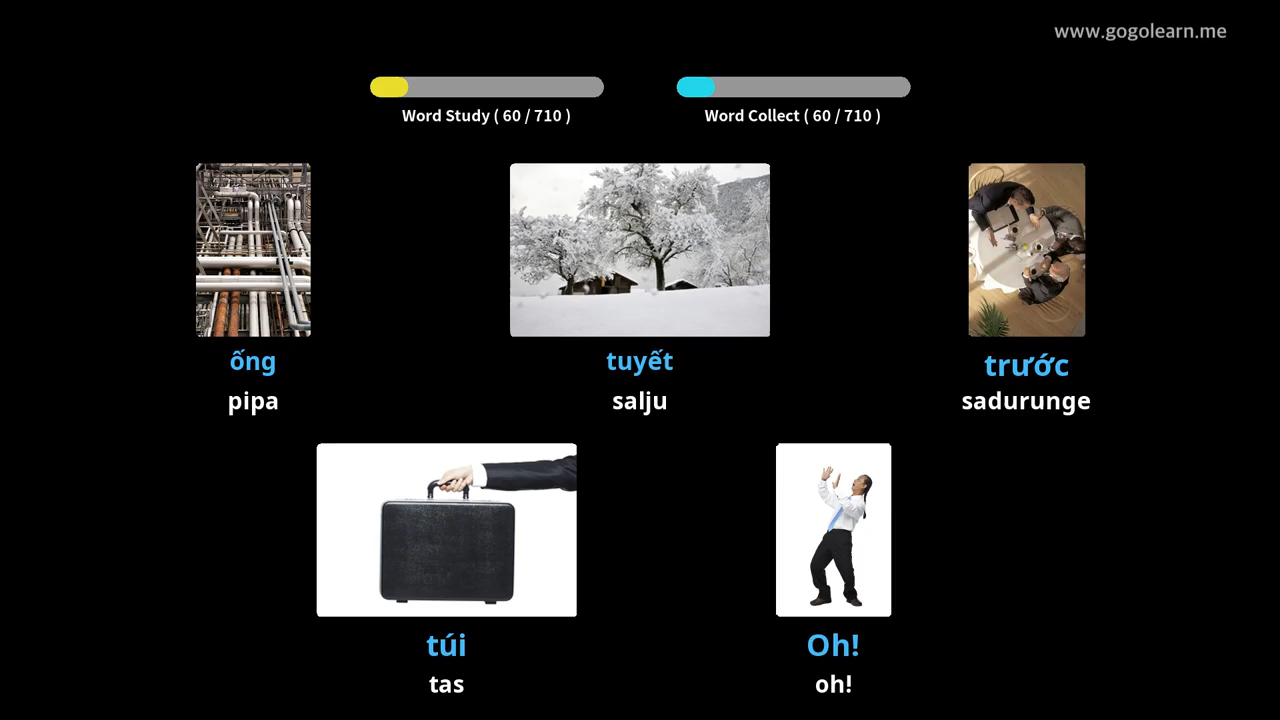 www.gogolearn.me
Word Study ( 60 / 710 )
Word Collect ( 60 / 710 )
ống
pipa
tuyết
salju
trước
sadurunge
túi
tas
Oh!
oh!